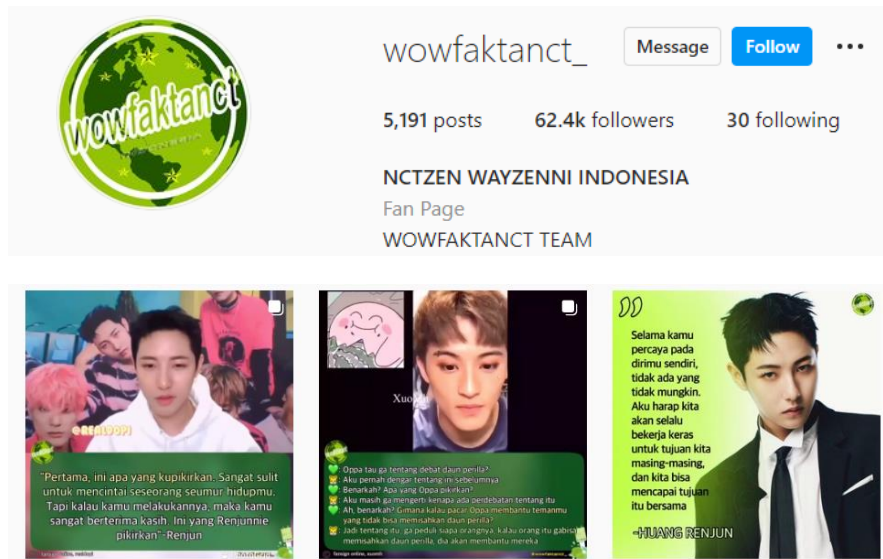 wowfaktanct
INDONESIA
wowfaktanct_ Message Follow
5,191 posts 62.4k followers 30 following
NCTZEN WAYZENNI INDONESIA
Fan Page
WOWFAKTANCT TEAM
©REALOOPI
"Pertama, ini apa yang kupikirkan. Sangat sulit
untuk mencintai seseorang seumur hidupmu.
Tapi kalau kamu melakukannya, maka kamu
sangat berterima kasih. Ini yang Renjunnie
pikirkan"-Renjun
: Oppa tau ga tentang debat daun perilla?
: Aku pernah dengar tentang ini sebelumnya
: Benarkah? Apa yang Oppa pikirkan?
: Aku masih ga mengerti kenapa ada perdebatan tentang itu
: Ah, benarkah? Gimana kalau pacar Oppa membantu temanmu
yang tidak bisa memisahkan daun perilla?
: Jadi tentang itu, ga peduli siapa orangnya, kalau orang itu gabisa
memisahkan daun perilla, dia akan membantu mereka
Selama kamu
percaya pada
dirimu sendiri,
tidak ada yang
tidak mungkin.
Aku harap kita
akan selalu
bekerja keras
untuk tujuan kita
masing-masing,
dan kita bisa
mencapai tujuan
itu bersama
-HUANG RENJUN